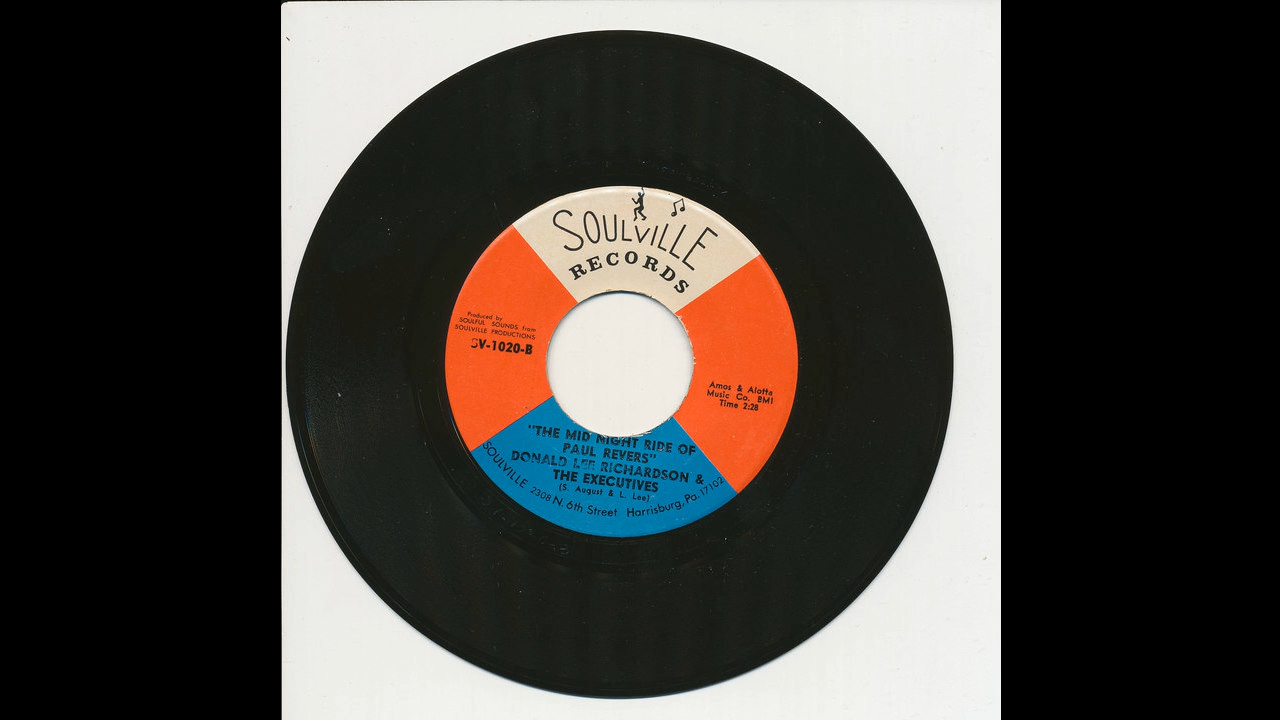 SOULVILLE
RECORDS
Produced by
SOULFUL SOUNDS from
SOULVILLE PRODUCTIONS
SV-1020-B
Amos & Alotta
Music Co. BMI
Time 2:28
"THE MID NIGHT RIDE OF
PAUL REVERS"
DONALD LEE RICHARDSON &
THE EXECUTIVES
(S. August & L. Lee)
SOULVILLE 2308 N. 6th Street Harrisburg, Pa. 17102